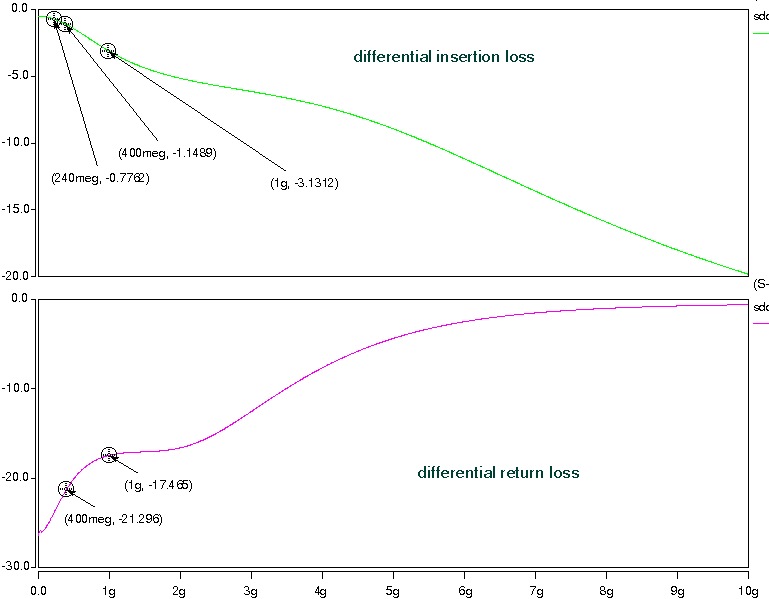 0.0
sdd
differential insertion loss
-5.0
-10.0
(400meg, -1.1489)
(240meg, -0.7762)
(1g, -3.1312)
-15.0
-20.0
(S-
0.0
sdd
-10.0
differential return loss
(1g, -17.465)
-20.0
(400meg, -21.296)
-30.0
0.0 1g 2g 3g 4g 5g 6g 7g 8g 9g 10g